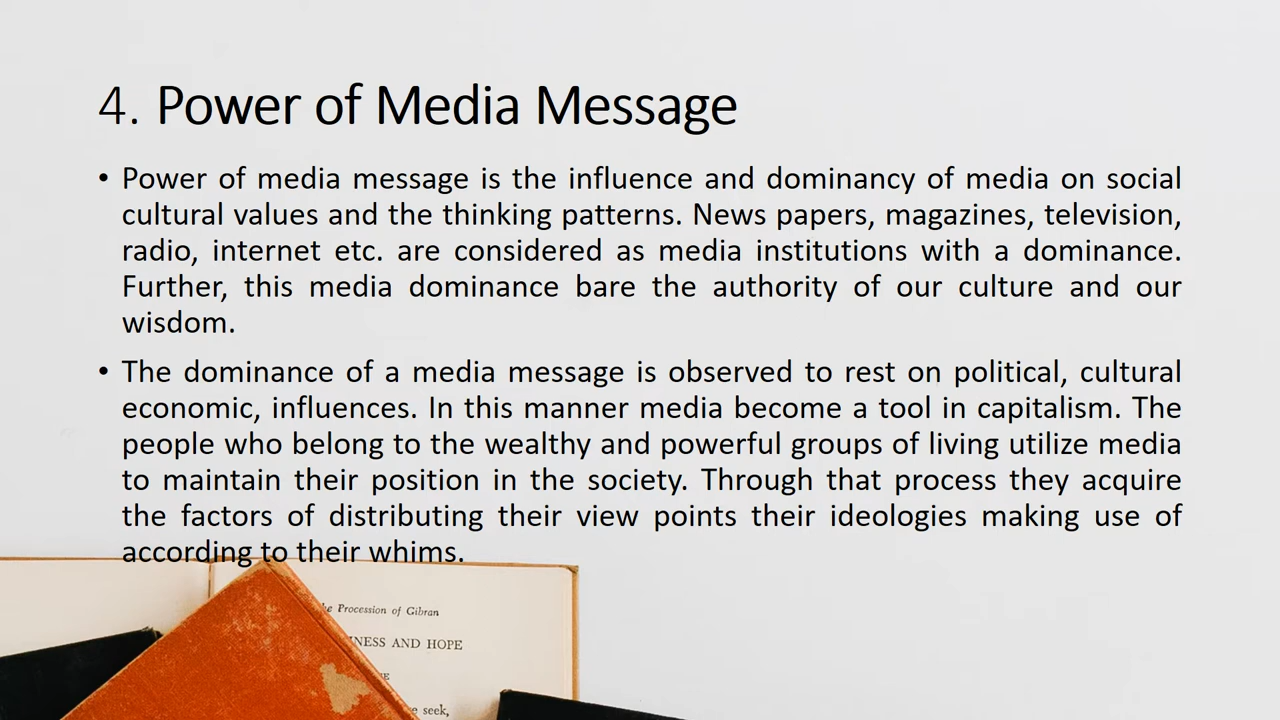 4. Power of Media Message
• Power of media message is the influence and dominancy of media on social
cultural values and the thinking patterns. News papers, magazines, television,
radio, internet etc. are considered as media institutions with a dominance.
Further, this media dominance bare the authority of our culture and our
wisdom.
• The dominance of a media message is observed to rest on political, cultural
economic, influences. In this manner media become a tool in capitalism. The
people who belong to the wealthy and powerful groups of living utilize media
to maintain their position in the society. Through that process they acquire
the factors of distributing their view points their ideologies making use of
according to their whims.
Procession of Gibran
AND HOPE
seek,